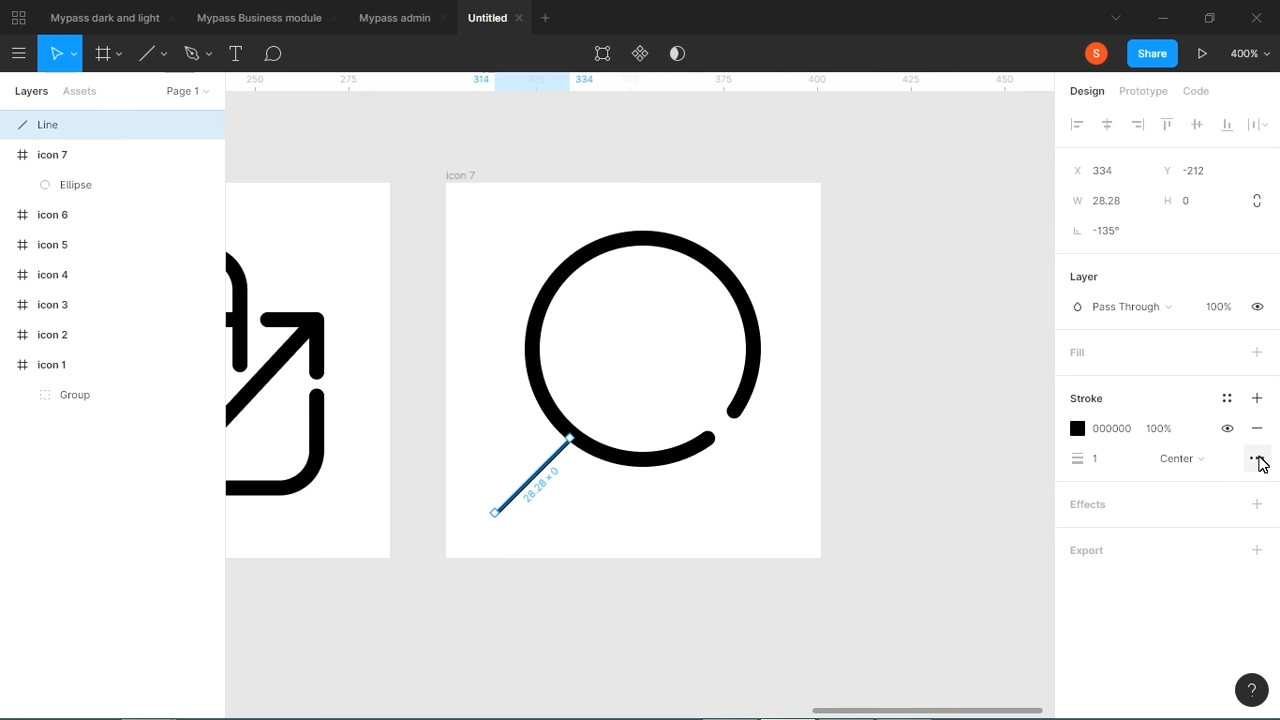 Mypass dark and light
Mypass Business module
Mypass admin
Untitled
S
Share
400%
Layers
Assets
Page 1
250
275
314
325
334
375
400
425
450
Design
Prototype
Code
Line
icon 7
Ellipse
icon 6
icon 5
icon 4
icon 3
icon 2
icon 1
Group
icon 7
28.28 × 0
X 334
Y -212
W 28.28
H 0
-135°
Layer
Pass Through
100%
Fill
Stroke
000000
100%
1
Center
Effects
Export
?